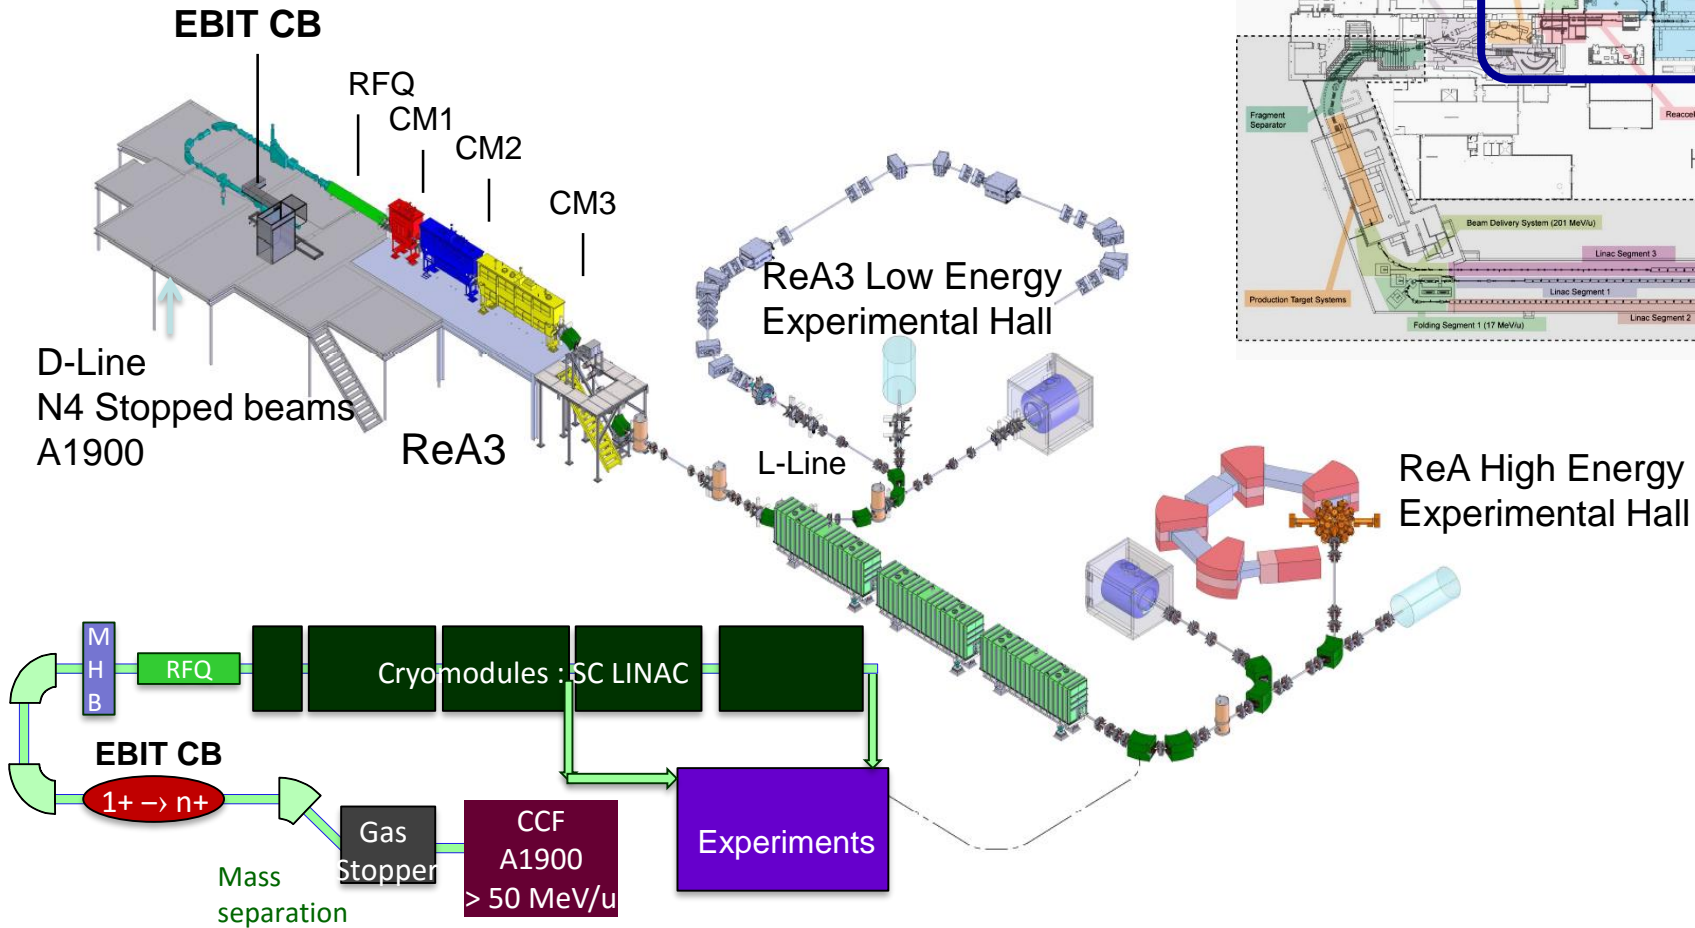 EBIT CB
RFQ
CM1
CM2
CM3
D-Line
N4 Stopped beams
A1900
ReA3
ReA3 Low Energy
Experimental Hall
L-Line
ReA High Energy
Experimental Hall
Fragment
Separator
Reaccel
Beam Delivery System (201 MeV/u)
Linac Segment 3
Linac Segment 1
Production Target Systems
Linac Segment 2
Folding Segment 1 (17 MeV/u)
M
H
B
RFQ
Cryomodules : SC LINAC
EBIT CB
1+ –› n+
Gas
Stopper
CCF
A1900
> 50 MeV/u
Mass
separation
Experiments